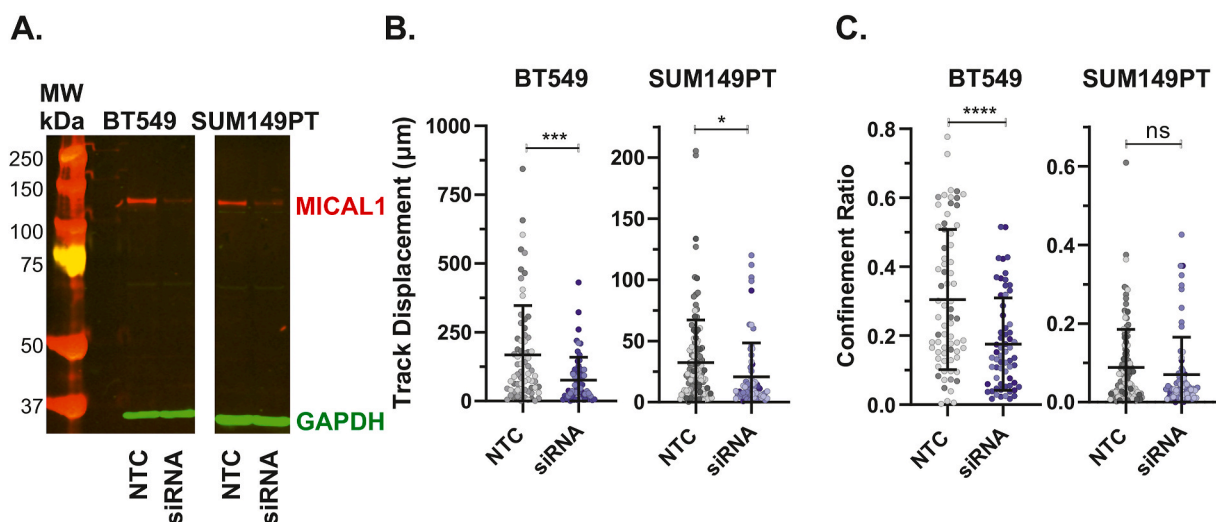 A.
MW
kDa
BT549
SUM149PT
250
150
100
75
50
37
MICAL1
GAPDH
NTC
siRNA
NTC
siRNA
B.
BT549
SUM149PT
Track Displacement (μm)
1000
750
500
250
0
***
NTC
siRNA
200
150
100
50
0
*
NTC
siRNA
C.
BT549
SUM149PT
Confinement Ratio
0.8
0.6
0.4
0.2
0.0
****
NTC
siRNA
0.6
0.4
0.2
0.0
ns
NTC
siRNA